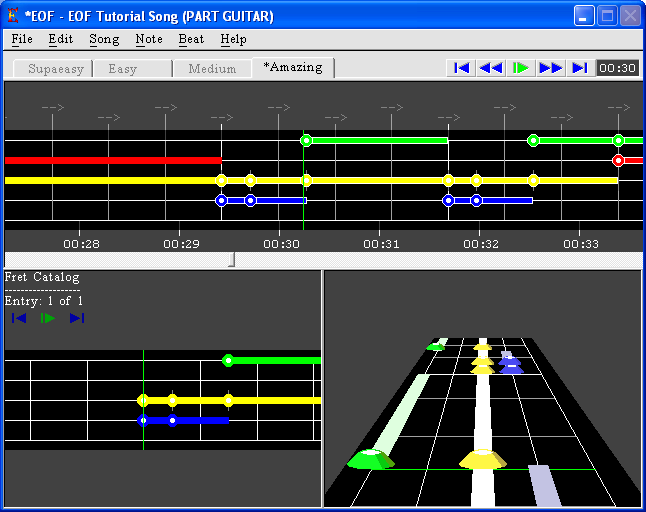 *EOF - EOF Tutorial Song (PART GUITAR)
File Edit Song Note Beat Help
Supaeasy Easy Medium *Amazing 00:30
--> --> --> --> --> --> --> --> --> --> -->
00:28 00:29 00:30 00:31 00:32 00:33
Fret Catalog
-------------------
Entry: 1 of 1